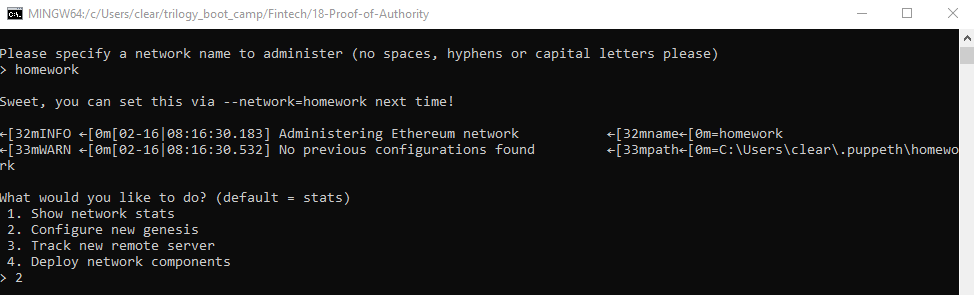 MINGW64:/c/Users/clear/trilogy_boot_camp/Fintech/18-Proof-of-Authority
Please specify a network name to administer (no spaces, hyphens or capital letters please)
> homework
Sweet, you can set this via --network=homework next time!
←[32mINFO ←[0m[02-16|08:16:30.183] Administering Ethereum network           ←[32mname←[0m=homework
←[33mWARN ←[0m[02-16|08:16:30.532] No previous configurations found         ←[33mpath←[0m=C:\Users\clear\.puppeth\homewo
rk
What would you like to do? (default = stats)
1. Show network stats
2. Configure new genesis
3. Track new remote server
4. Deploy network components
> 2